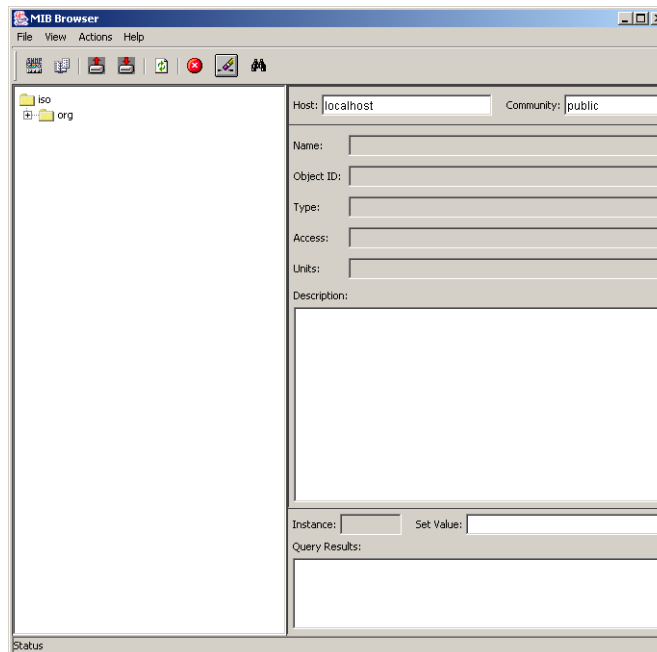 MIB Browser
File View Actions Help
iso
org
Host: localhost Community: public
Name:
Object ID:
Type:
Access:
Units:
Description:
Instance: Set Value:
Query Results:
Status